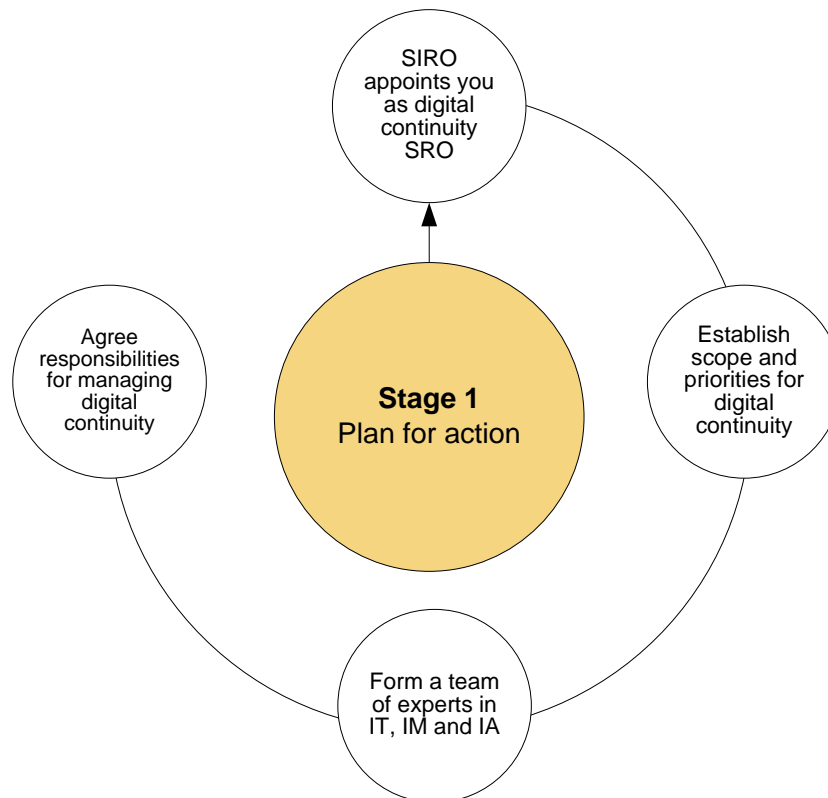 SIRO
appoints you
as digital
continuity
SRO
Establish
scope and
priorities for
digital
continuity
Form a team
of experts in
IT, IM and IA
Agree
responsibilities
for managing
digital
continuity
Stage 1
Plan for action